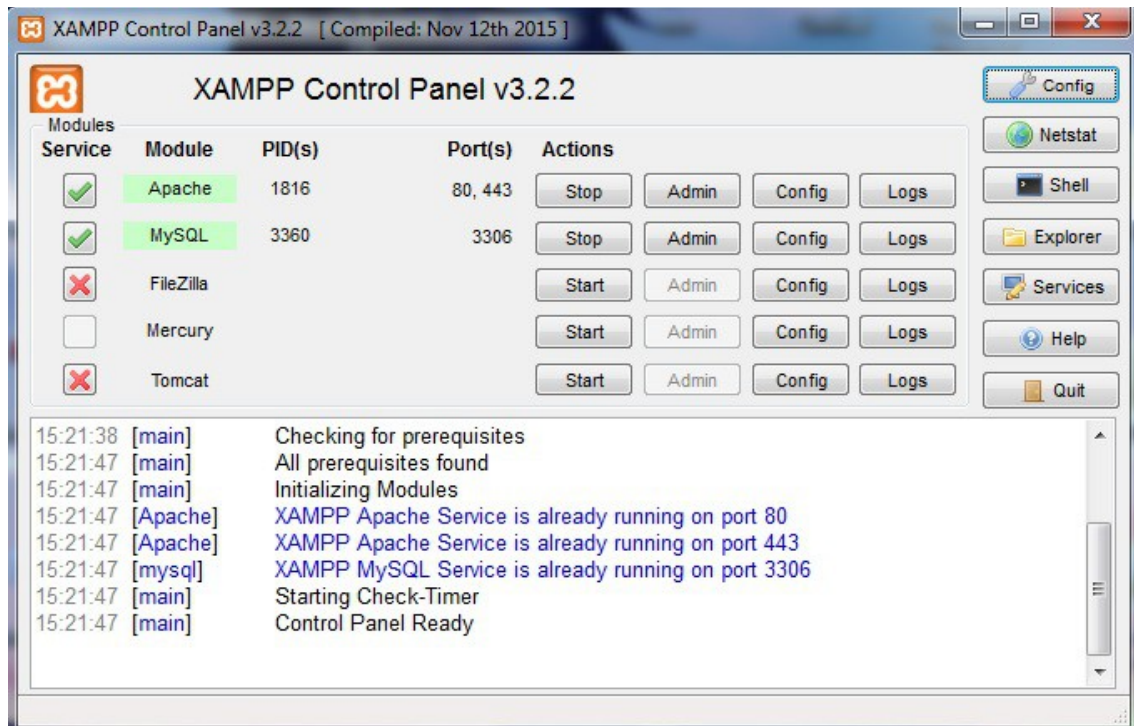 XAMPP Control Panel v3.2.2 [ Compiled: Nov 12th 2015 ]
XAMPP Control Panel v3.2.2
Config
Modules
Service Module PID(s) Port(s) Actions
Netstat
Apache 1816 80, 443 Stop Admin Config Logs
Shell
MySQL 3360 3306 Stop Admin Config Logs
Explorer
FileZilla Start Admin Config Logs
Services
Mercury Start Admin Config Logs
Help
Tomcat Start Admin Config Logs
Quit
15:21:38 [main] Checking for prerequisites
15:21:47 [main] All prerequisites found
15:21:47 [main] Initializing Modules
15:21:47 [Apache] XAMPP Apache Service is already running on port 80
15:21:47 [Apache] XAMPP Apache Service is already running on port 443
15:21:47 [mysql] XAMPP MySQL Service is already running on port 3306
15:21:47 [main] Starting Check-Timer
15:21:47 [main] Control Panel Ready